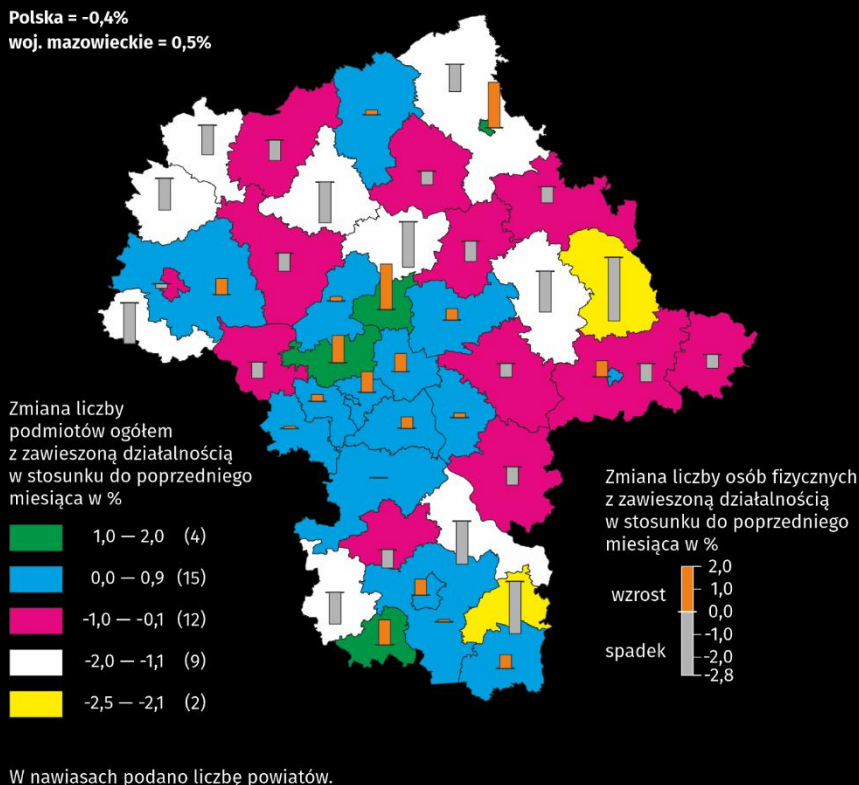 Polska = -0,4%
woj. mazowieckie = 0,5%
Zmiana liczby
podmiotów ogółem
z zawieszoną działalnością
w stosunku do poprzedniego
miesiąca w %
1,0 — 2,0 (4)
0,0 — 0,9 (15)
-1,0 — -0,1 (12)
-2,0 — -1,1 (9)
-2,5 — -2,1 (2)
Zmiana liczby osób fizycznych
z zawieszoną działalnością
w stosunku do poprzedniego
miesiąca w %
2,0
wzrost 1,0
0,0
-1,0
spadek -2,0
-2,8
W nawiasach podano liczbę powiatów.